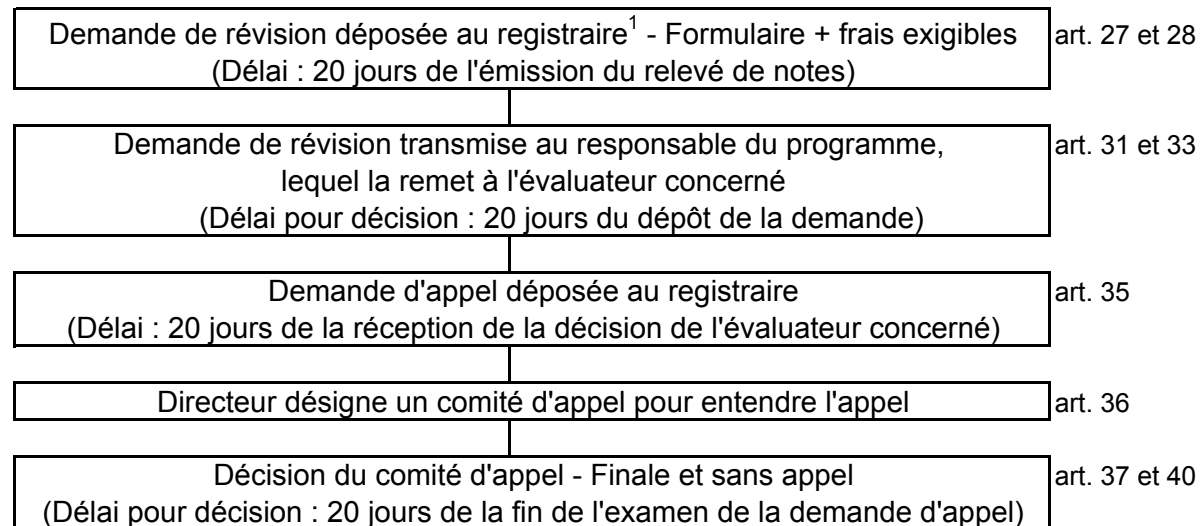 Demande de révision déposée au registraire¹ - Formulaire + frais exigibles art. 27 et 28
(Délai : 20 jours de l'émission du relevé de notes)
Demande de révision transmise au responsable du programme, art. 31 et 33
lequel la remet à l'évaluateur concerné
(Délai pour décision : 20 jours du dépôt de la demande)
Demande d'appel déposée au registraire art. 35
(Délai : 20 jours de la réception de la décision de l'évaluateur concerné)
Directeur désigne un comité d'appel pour entendre l'appel art. 36
Décision du comité d'appel - Finale et sans appel art. 37 et 40
(Délai pour décision : 20 jours de la fin de l'examen de la demande d'appel)